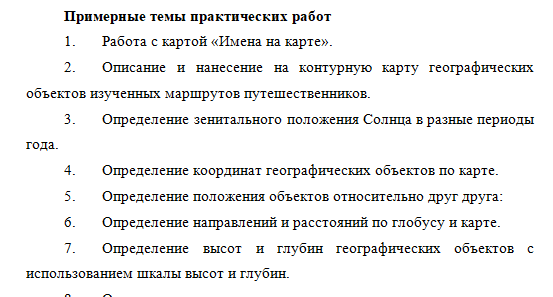 Примерные темы практических работ
1. Работа с картой «Имена на карте».
2. Описание и нанесение на контурную карту географических
объектов изученных маршрутов путешественников.
3. Определение зенитального положения Солнца в разные периоды
года.
4. Определение координат географических объектов по карте.
5. Определение положения объектов относительно друг друга:
6. Определение направлений и расстояний по глобусу и карте.
7. Определение высот и глубин географических объектов с
использованием шкалы высот и глубин.